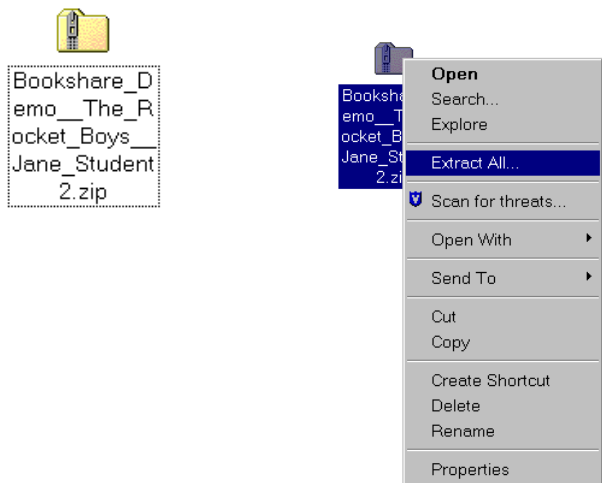 Bookshare_D
emo__The_R
ocket_Boys__
Jane_Student
2.zip
Booksha
emo__T
ocket_B
Jane_St
2.zi
Open
Search...
Explore
Extract All...
Scan for threats...
Open With
Send To
Cut
Copy
Create Shortcut
Delete
Rename
Properties